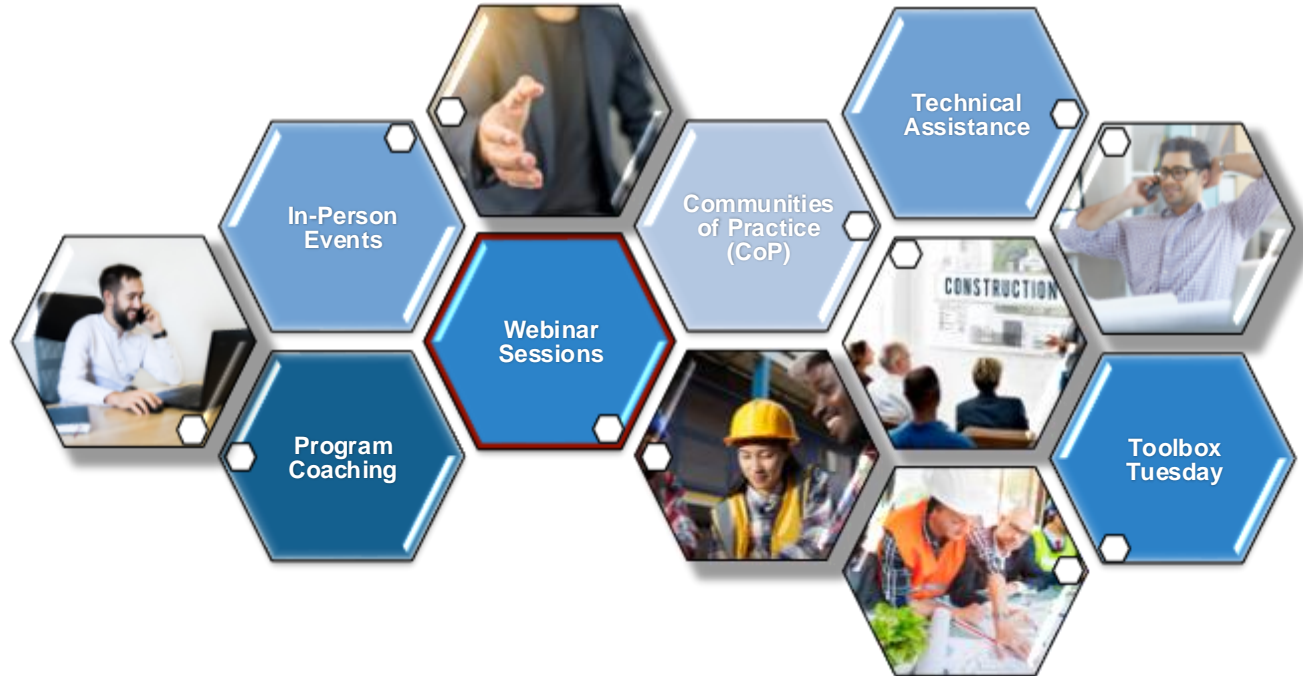 Technical
Assistance
In-Person
Events
Communities
of Practice
(CoP)
CONSTRUCTION
Webinar
Sessions
Program
Coaching
Toolbox
Tuesday